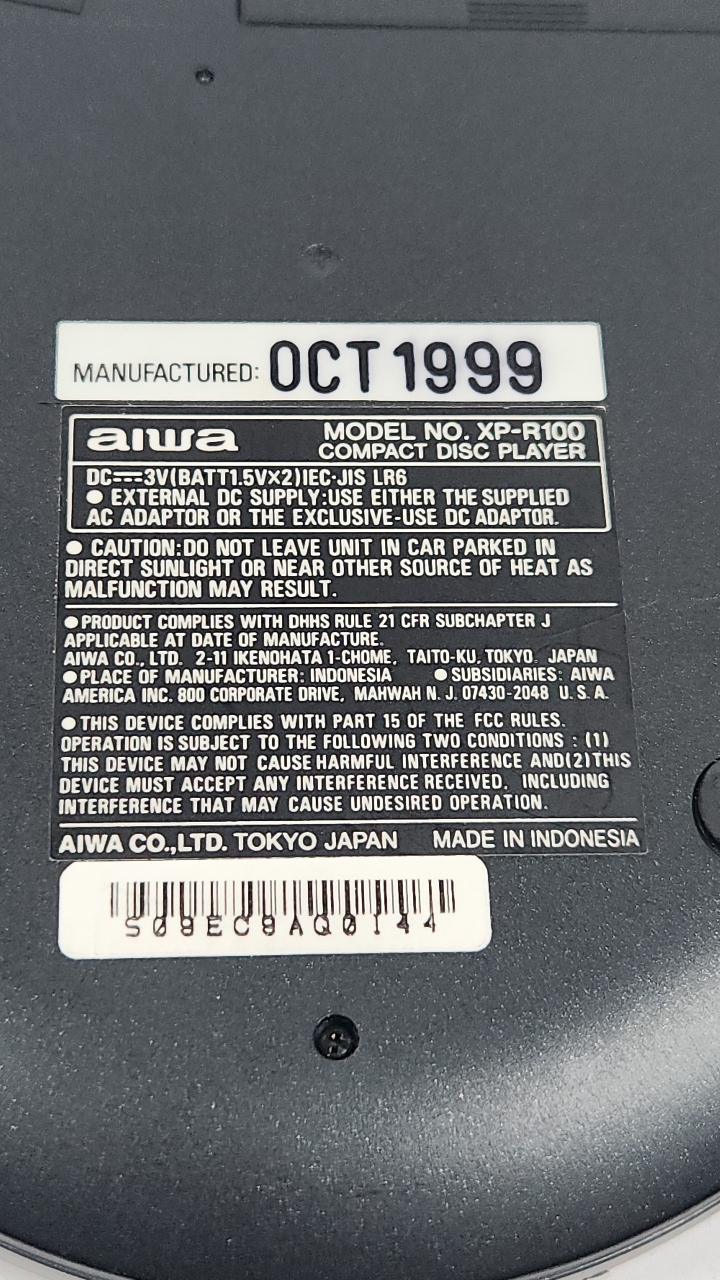 MANUFACTURED: OCT 1999
aiwa MODEL NO. XP-R100
COMPACT DISC PLAYER
DC⎓3V(BATT1.5VX2)IEC·JIS LR6
● EXTERNAL DC SUPPLY:USE EITHER THE SUPPLIED
AC ADAPTOR OR THE EXCLUSIVE-USE DC ADAPTOR.
● CAUTION:DO NOT LEAVE UNIT IN CAR PARKED IN
DIRECT SUNLIGHT OR NEAR OTHER SOURCE OF HEAT AS
MALFUNCTION MAY RESULT.
● PRODUCT COMPLIES WITH DHHS RULE 21 CFR SUBCHAPTER J
APPLICABLE AT DATE OF MANUFACTURE.
AIWA CO., LTD. 2-11 IKENOHATA 1-CHOME, TAITO-KU, TOKYO JAPAN
● PLACE OF MANUFACTURER: INDONESIA ● SUBSIDIARIES: AIWA
AMERICA INC. 800 CORPORATE DRIVE, MAHWAH N. J. 07430-2048 U. S. A.
● THIS DEVICE COMPLIES WITH PART 15 OF THE FCC RULES.
OPERATION IS SUBJECT TO THE FOLLOWING TWO CONDITIONS : (1)
THIS DEVICE MAY NOT CAUSE HARMFUL INTERFERENCE AND(2)THIS
DEVICE MUST ACCEPT ANY INTERFERENCE RECEIVED, INCLUDING
INTERFERENCE THAT MAY CAUSE UNDESIRED OPERATION.
AIWA CO.,LTD. TOKYO JAPAN MADE IN INDONESIA
S09EC9AQ0144